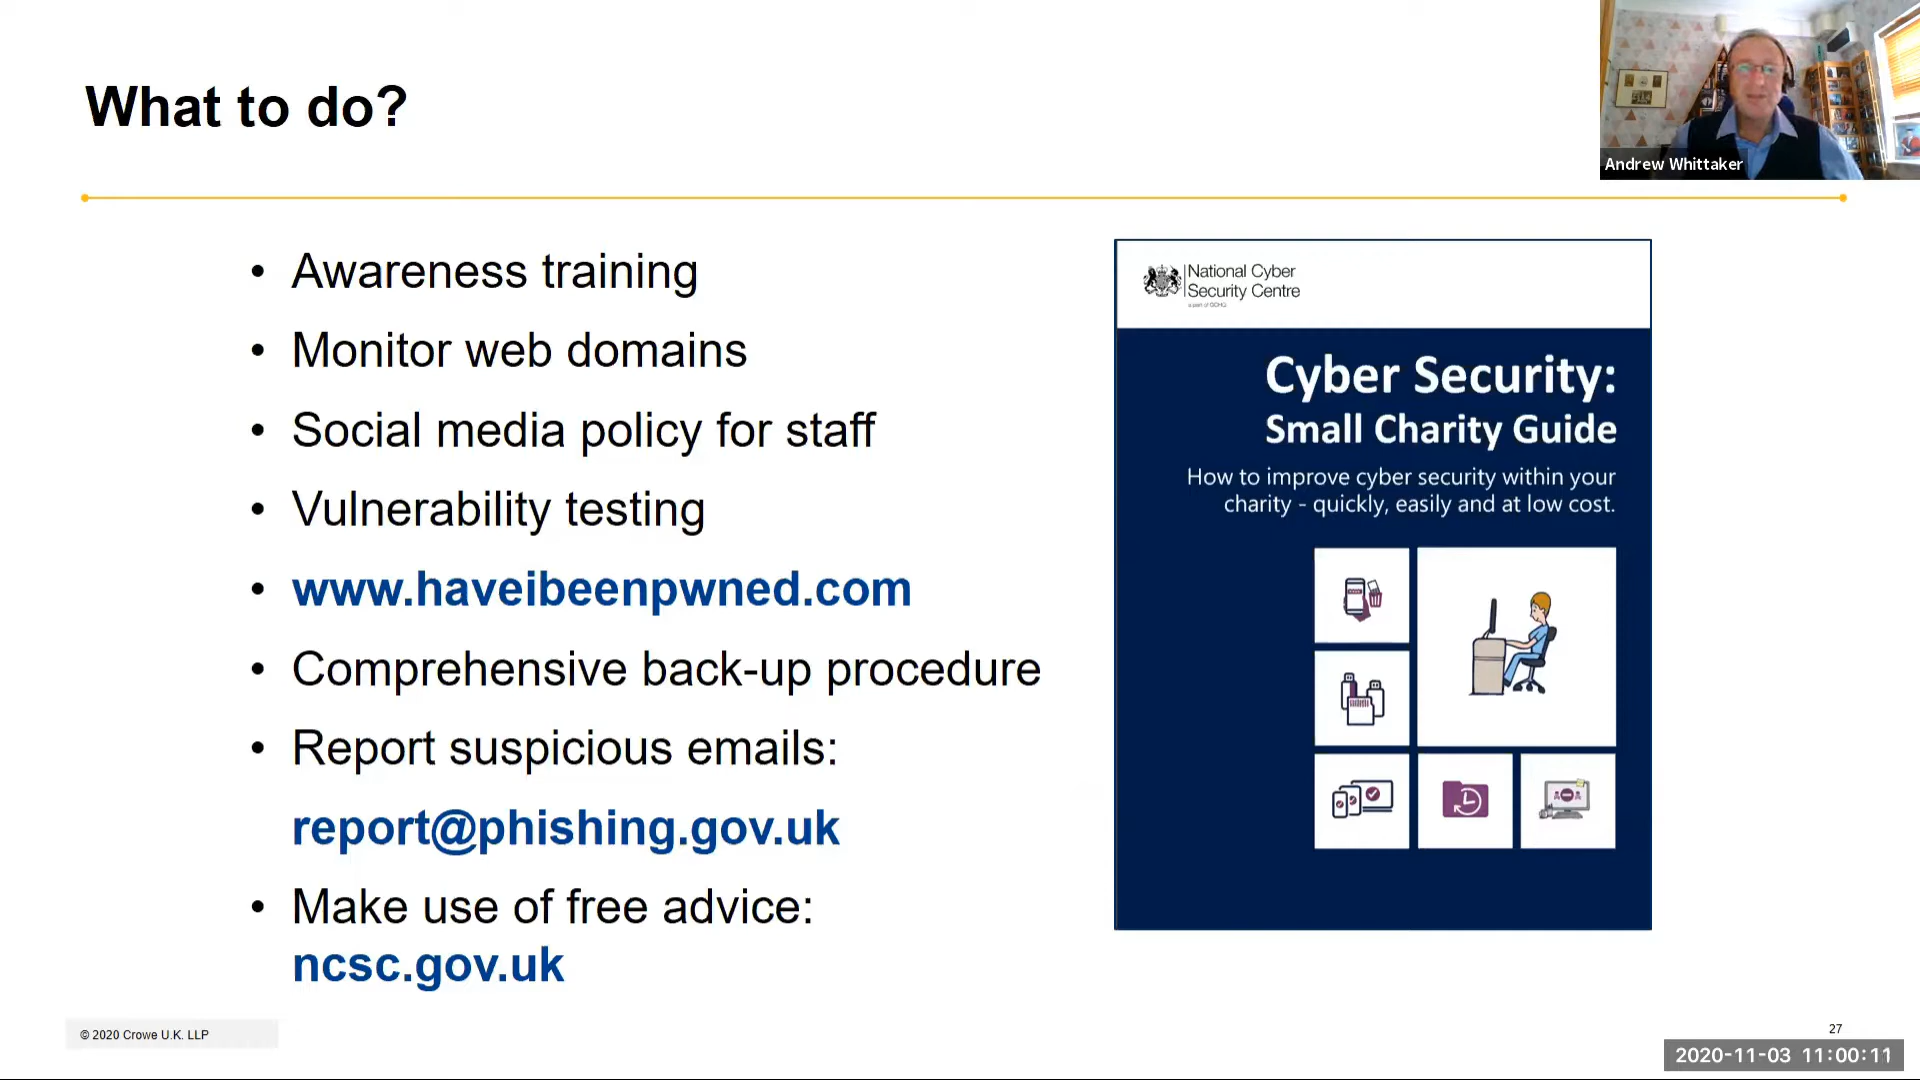 What to do?
Andrew Whittaker
• Awareness training
• Monitor web domains
• Social media policy for staff
• Vulnerability testing
• www.haveibeenpwned.com
• Comprehensive back-up procedure
• Report suspicious emails:
report@phishing.gov.uk
• Make use of free advice:
ncsc.gov.uk
National Cyber
Security Centre
a part of GCHQ
Cyber Security:
Small Charity Guide
How to improve cyber security within your
charity - quickly, easily and at low cost.
© 2020 Crowe U.K. LLP
27
2020-11-03 11:00:11